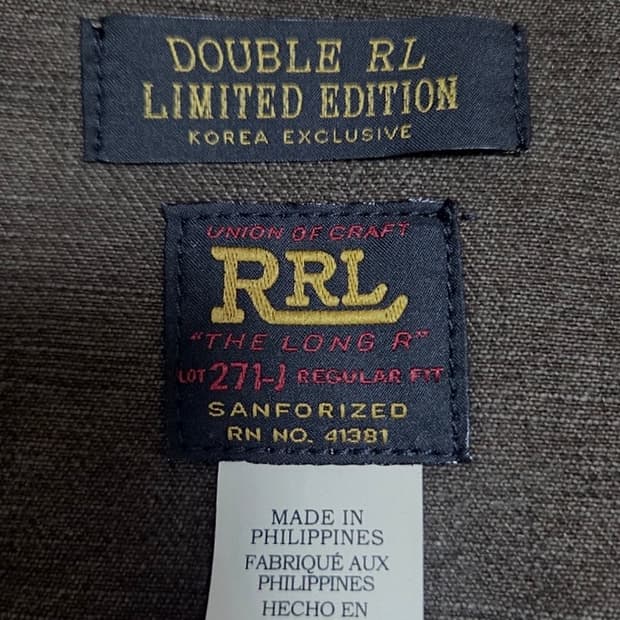 DOUBLE RL
LIMITED EDITION
KOREA EXCLUSIVE
UNION OF CRAFT
RRL
"THE LONG R"
LOT 271-J REGULAR FIT
SANFORIZED
RN NO. 41381
MADE IN
PHILIPPINES
FABRIQUÉ AUX
PHILIPPINES
HECHO EN